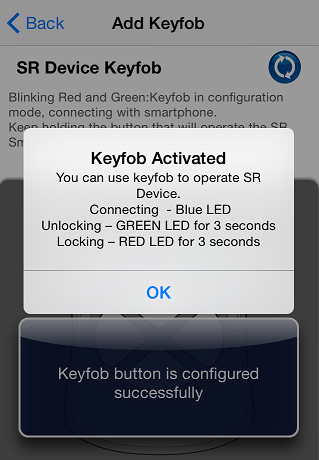 Back
Add Keyfob
SR Device Keyfob
Blinking Red and Green:Keyfob in configuration
mode, connecting with smartphone.
Keep holding the button that will operate the SR
Keyfob Activated
You can use keyfob to operate SR
Device.
Connecting  - Blue LED
Unlocking – GREEN LED for 3 seconds
Locking – RED LED for 3 seconds
OK
Keyfob button is configured
successfully